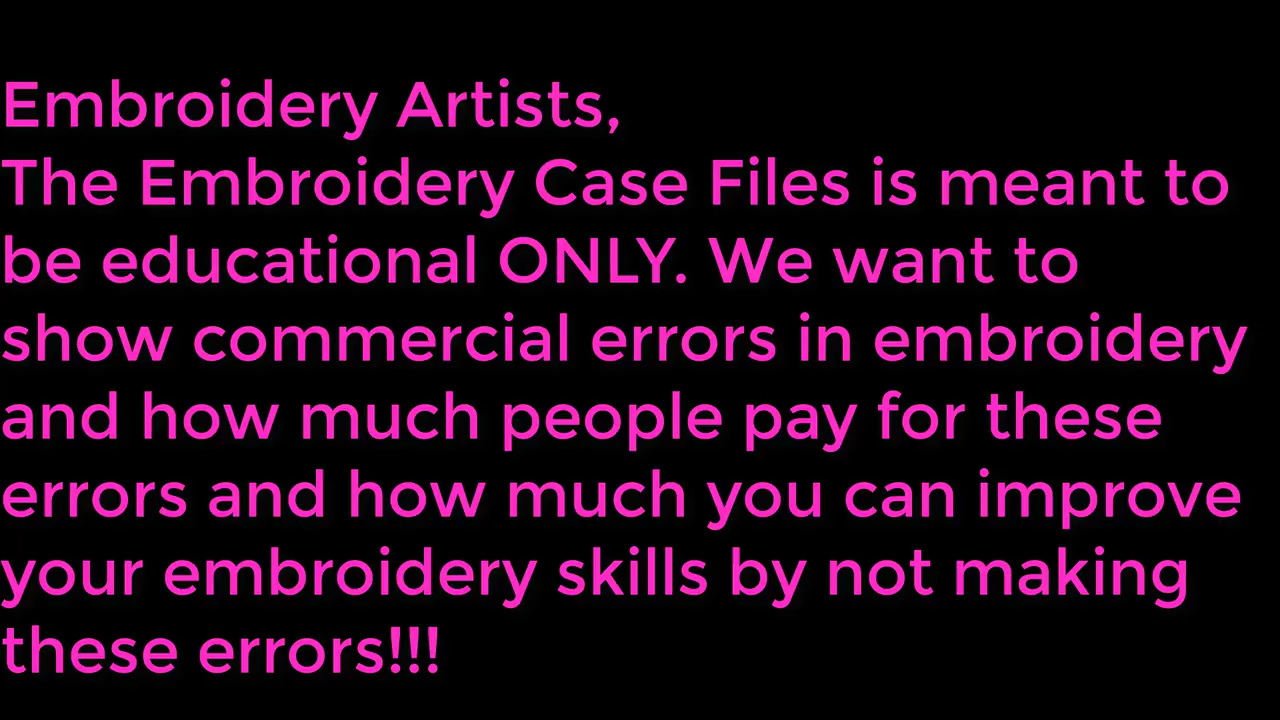 Embroidery Artists,
The Embroidery Case Files is meant to
be educational ONLY. We want to
show commercial errors in embroidery
and how much people pay for these
errors and how much you can improve
your embroidery skills by not making
these errors!!!